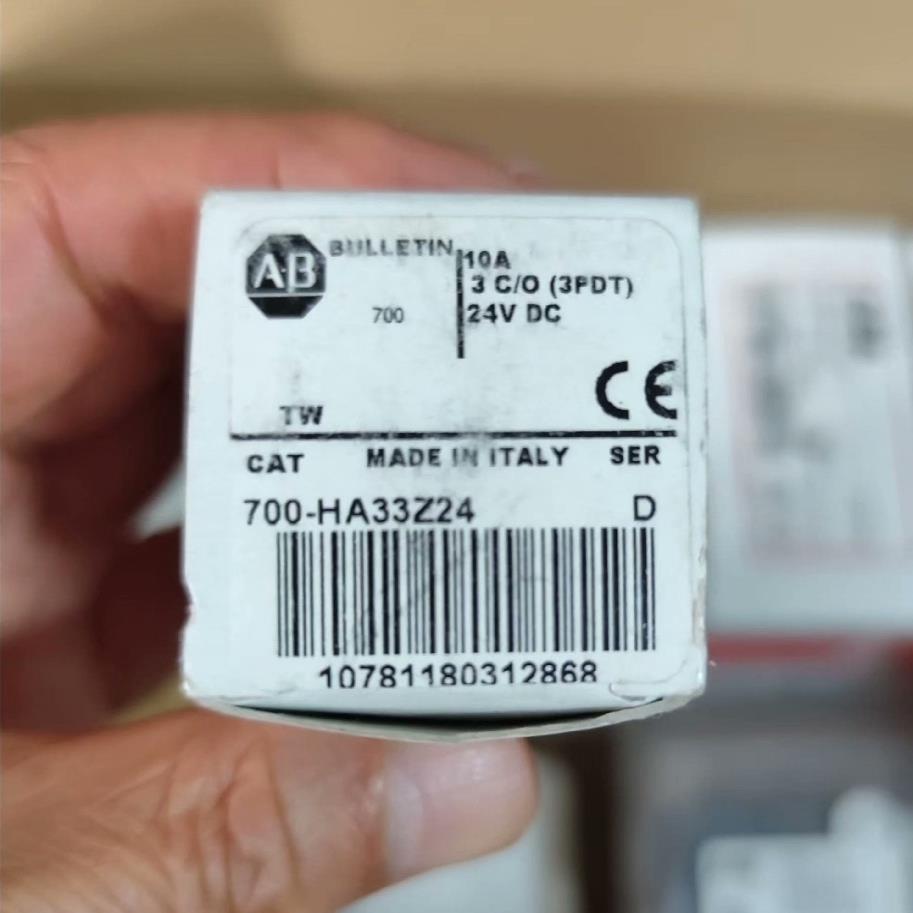 AB
BULLETIN
700
10A
3 C/O (3PDT)
24V DC
TW
CE
CAT MADE IN ITALY SER
700-HA33Z24 D
10781180312868